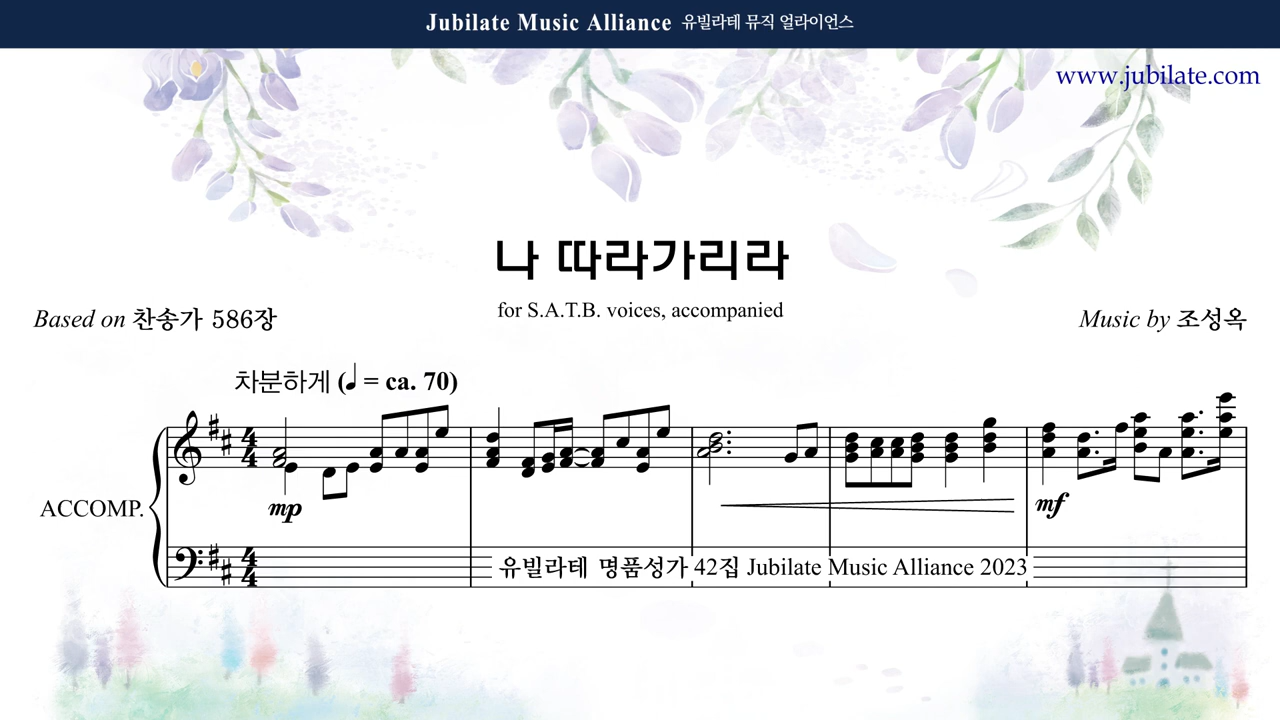 Jubilate Music Alliance 유빌라테 뮤직 얼라이언스
www.jubilate.com
나 따라가리라
for S.A.T.B. voices, accompanied
Based on 찬송가 586장
Music by 조성옥
차분하게 (♩ = ca. 70)
ACCOMP.
mp
mf
유빌라테 명품성가 42집 Jubilate Music Alliance 2023